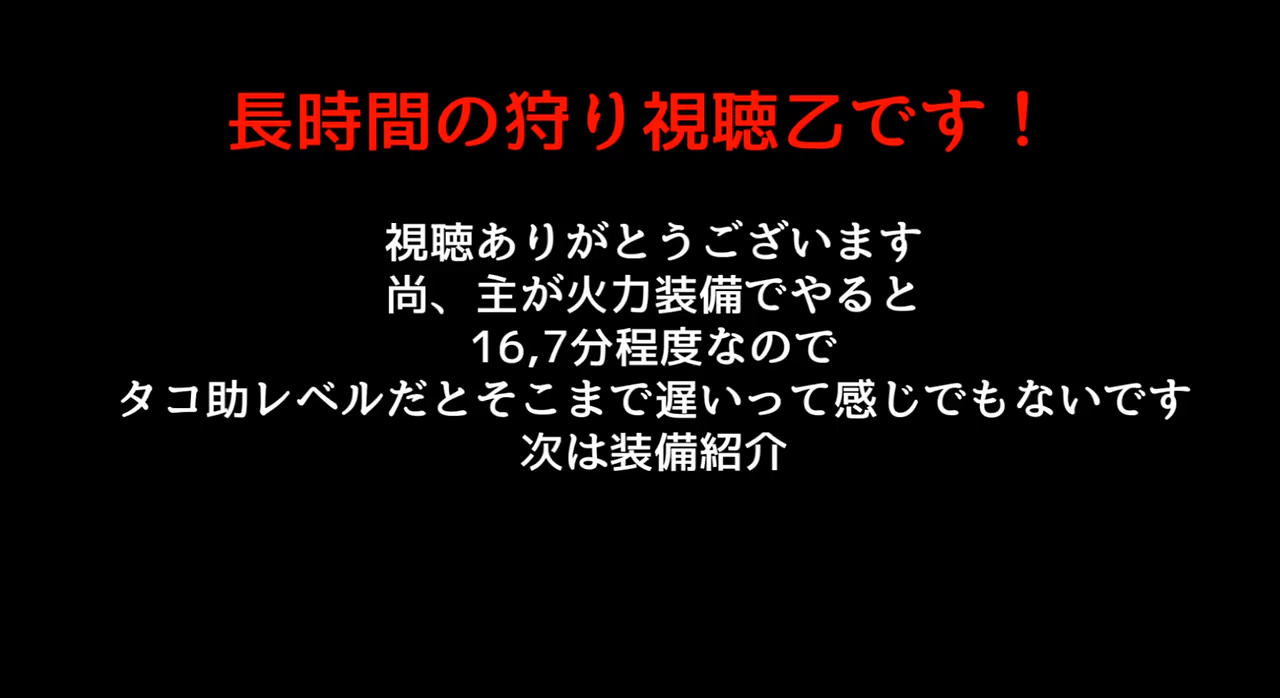 長時間の狩り視聴乙です！
視聴ありがとうございます
尚、主が火力装備でやると
16,7分程度なので
タコ助レベルだとそこまで遅いって感じでもないです
次は装備紹介